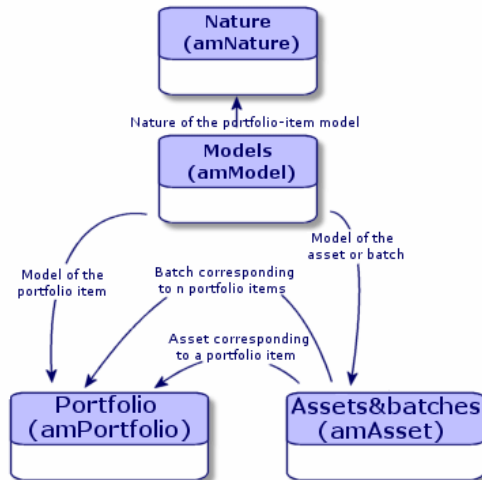 Nature
(amNature)
Nature of the portfolio-item model
Models
(amModel)
Model of the
asset or batch
Model of the
portfolio item
Batch corresponding
to n portfolio items
Asset corresponding
to a portfolio item
Portfolio
(amPortfolio)
Assets&batches
(amAsset)